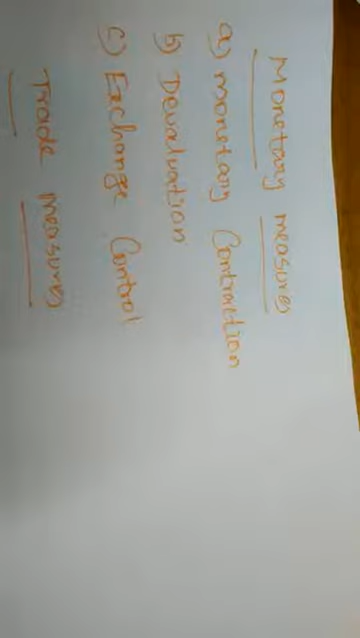 Monetary measures
a) monetary Contraction
b) Devaluation
c) Exchange Control
Trade measures